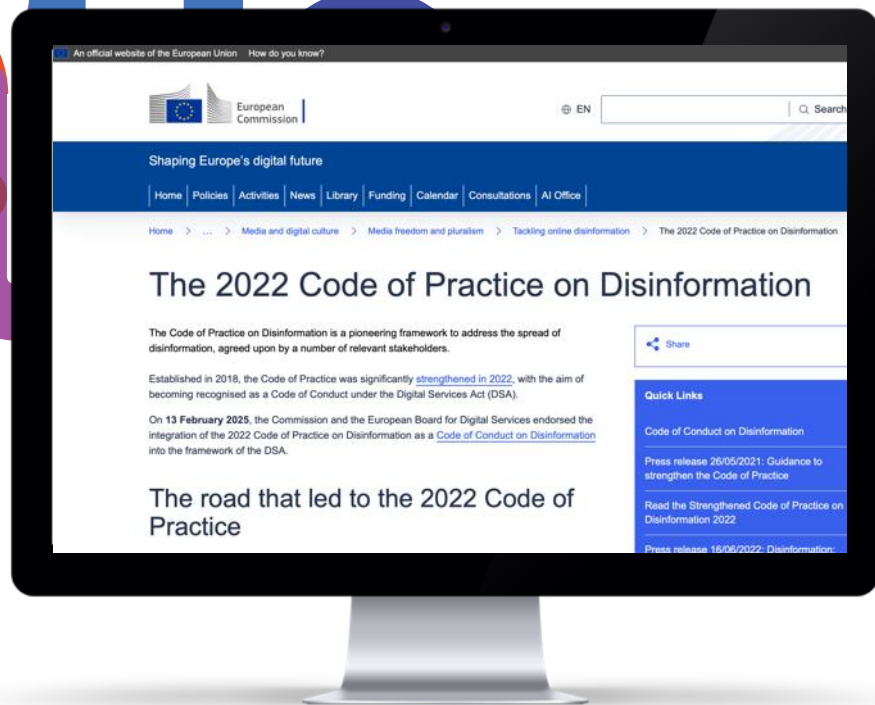 An official website of the European Union How do you know?
European
Commission
EN
Search
Shaping Europe's digital future
Home Policies Activities News Library Funding Calendar Consultations AI Office
Home > ... > Media and digital culture > Media freedom and pluralism > Tackling online disinformation > The 2022 Code of Practice on Disinformation
The 2022 Code of Practice on Disinformation
The Code of Practice on Disinformation is a pioneering framework to address the spread of
disinformation, agreed upon by a number of relevant stakeholders.
Established in 2018, the Code of Practice was significantly strengthened in 2022, with the aim of
becoming recognised as a Code of Conduct under the Digital Services Act (DSA).
On 13 February 2025, the Commission and the European Board for Digital Services endorsed the
integration of the 2022 Code of Practice on Disinformation as a Code of Conduct on Disinformation
into the framework of the DSA.
The road that led to the 2022 Code of
Practice
Share
Quick Links
Code of Conduct on Disinformation
Press release 26/05/2021: Guidance to
strengthen the Code of Practice
Read the Strengthened Code of Practice on
Disinformation 2022
Press release 16/06/2022: Disinformation: